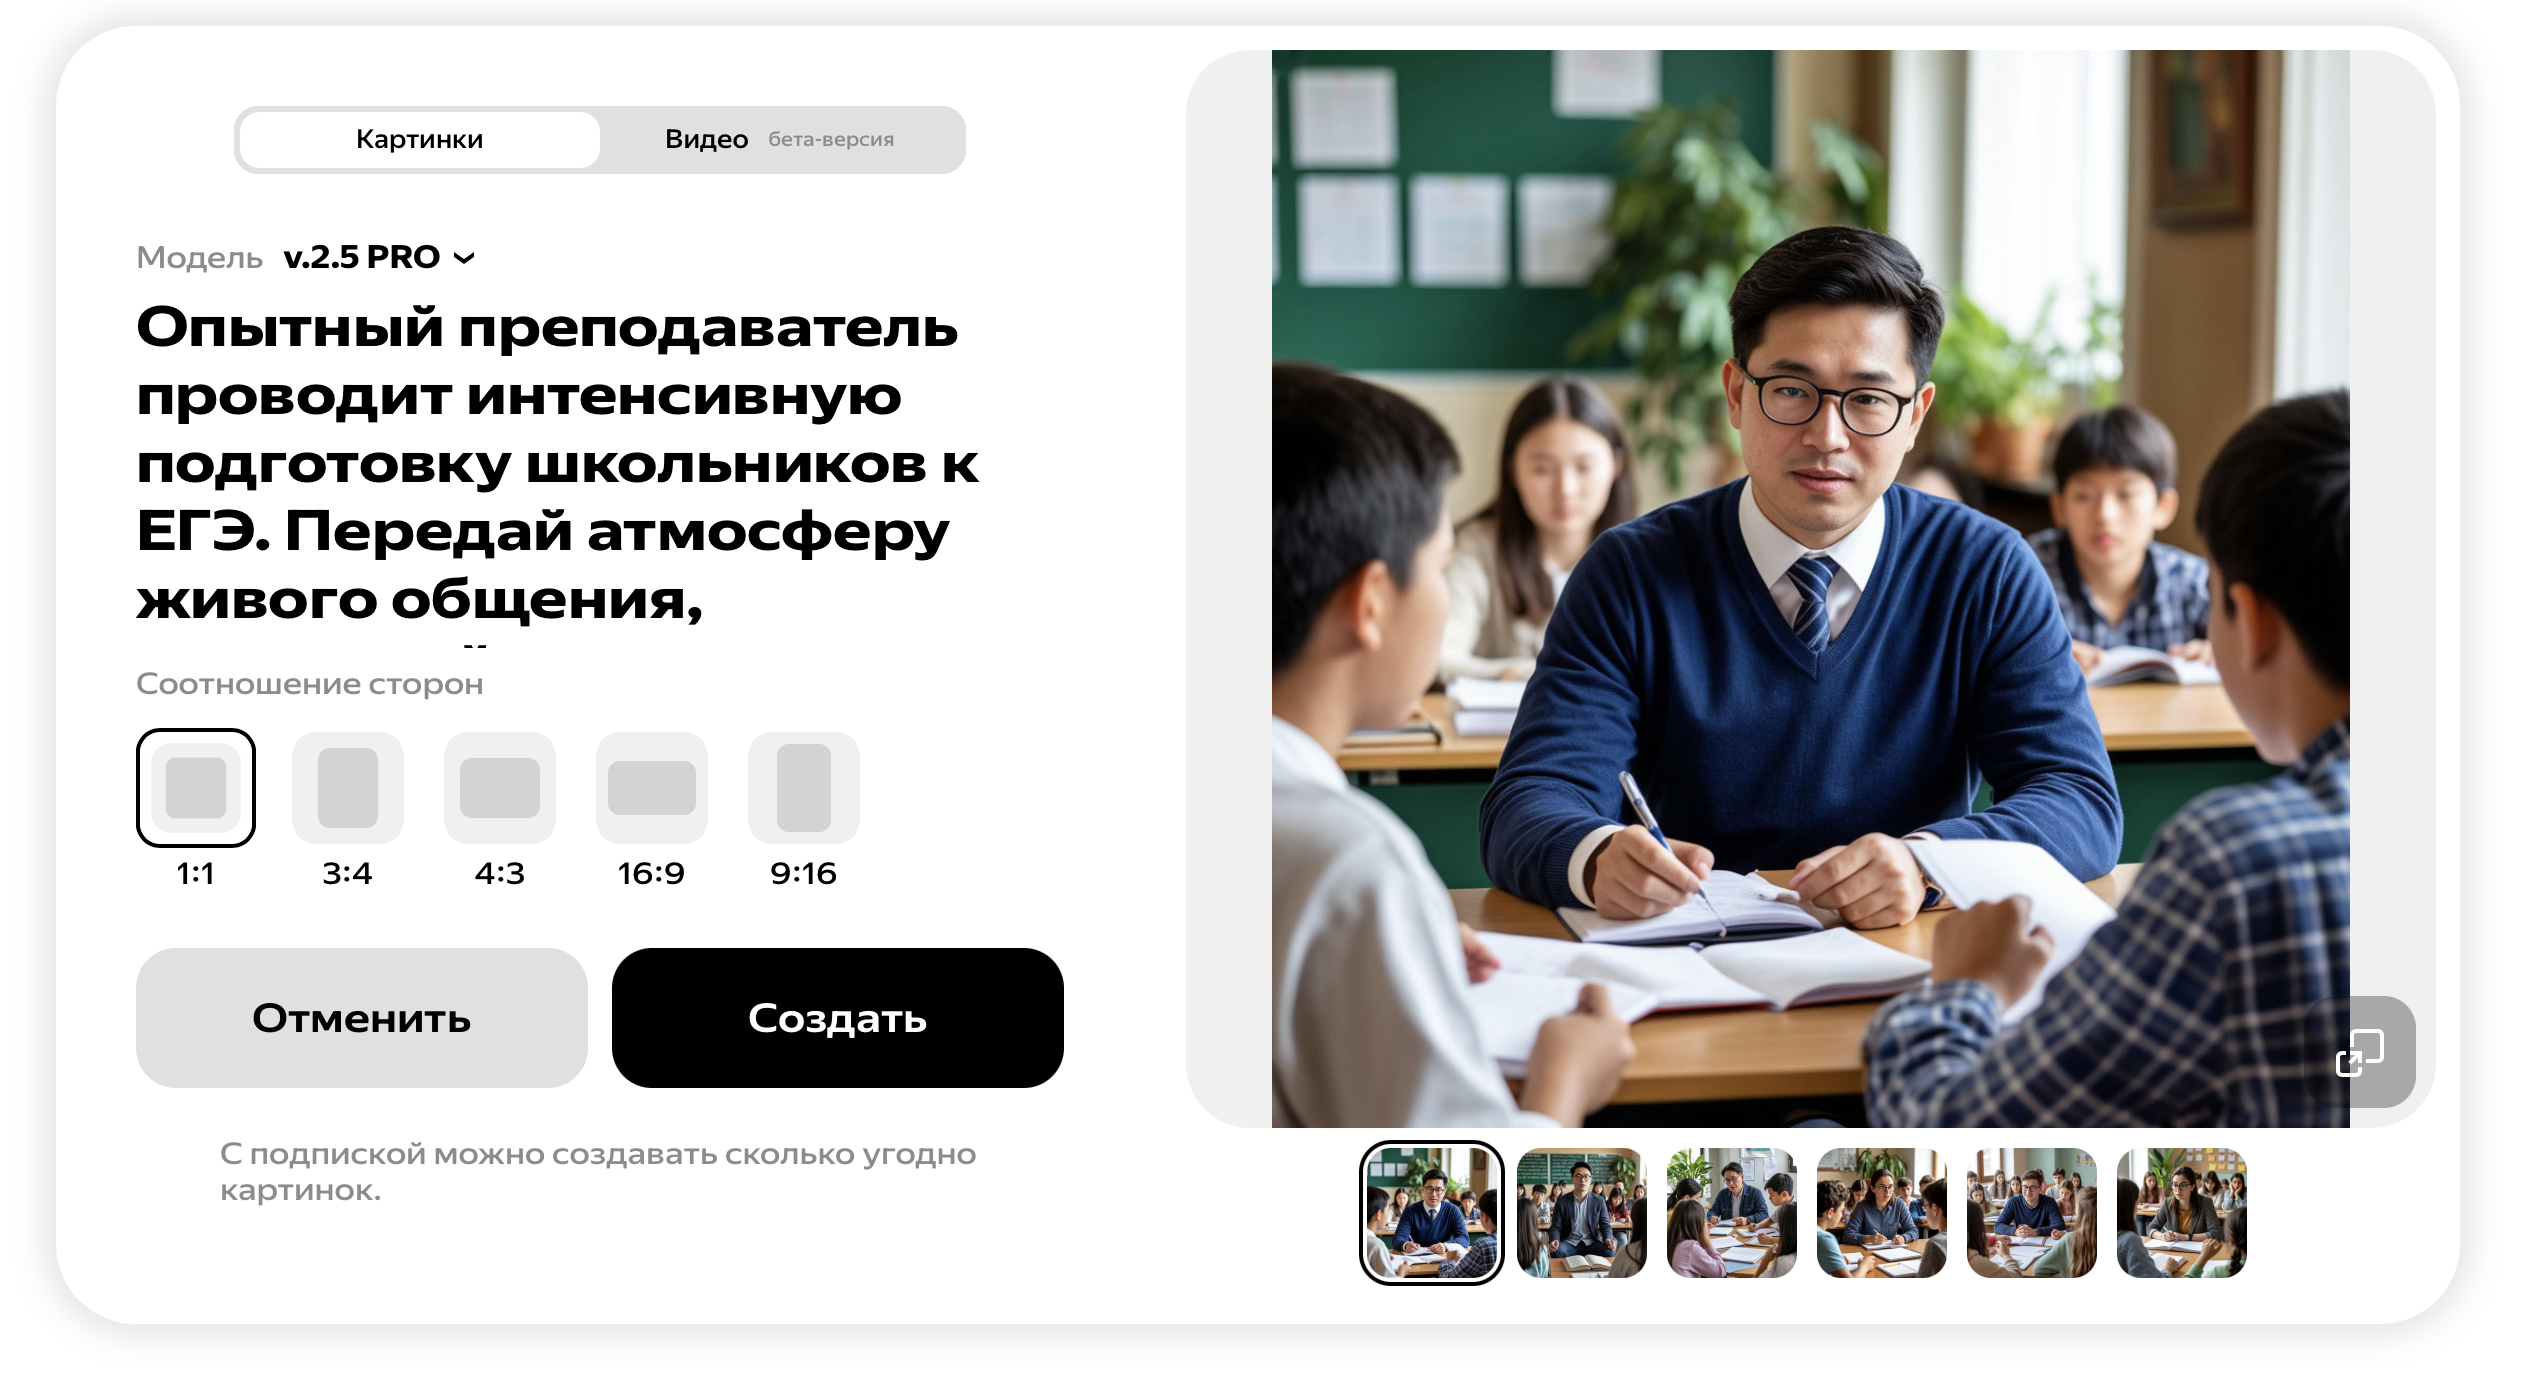 Картинки
Видео бета-версия
Модель v.2.5 PRO
Опытный преподаватель
проводит интенсивную
подготовку школьников к
ЕГЭ. Передай атмосферу
живого общения,
Соотношение сторон
1:1 3:4 4:3 16:9 9:16
Отменить
Создать
С подпиской можно создавать сколько угодно
картинок.